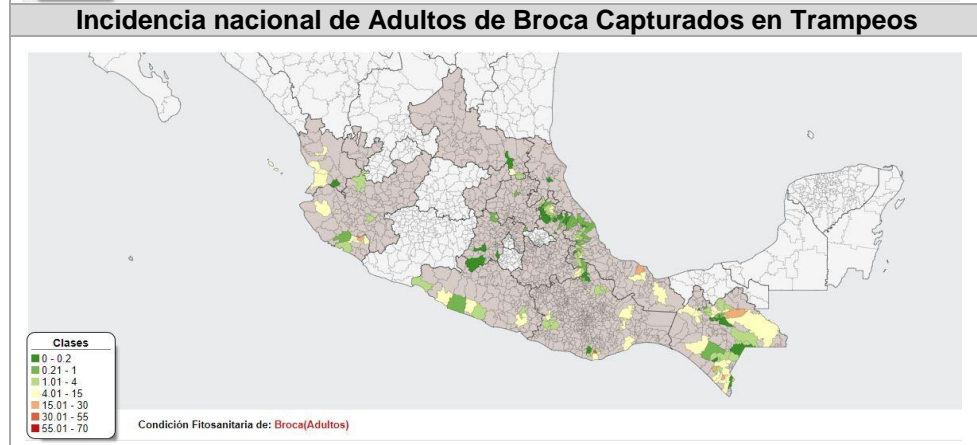 Incidencia nacional de Adultos de Broca Capturados en Trampeos
Clases
0 - 0.2
0.21 - 1
1.01 - 4
4.01 - 15
15.01 - 30
30.01 - 55
55.01 - 70
Condición Fitosanitaria de: Broca(Adultos)